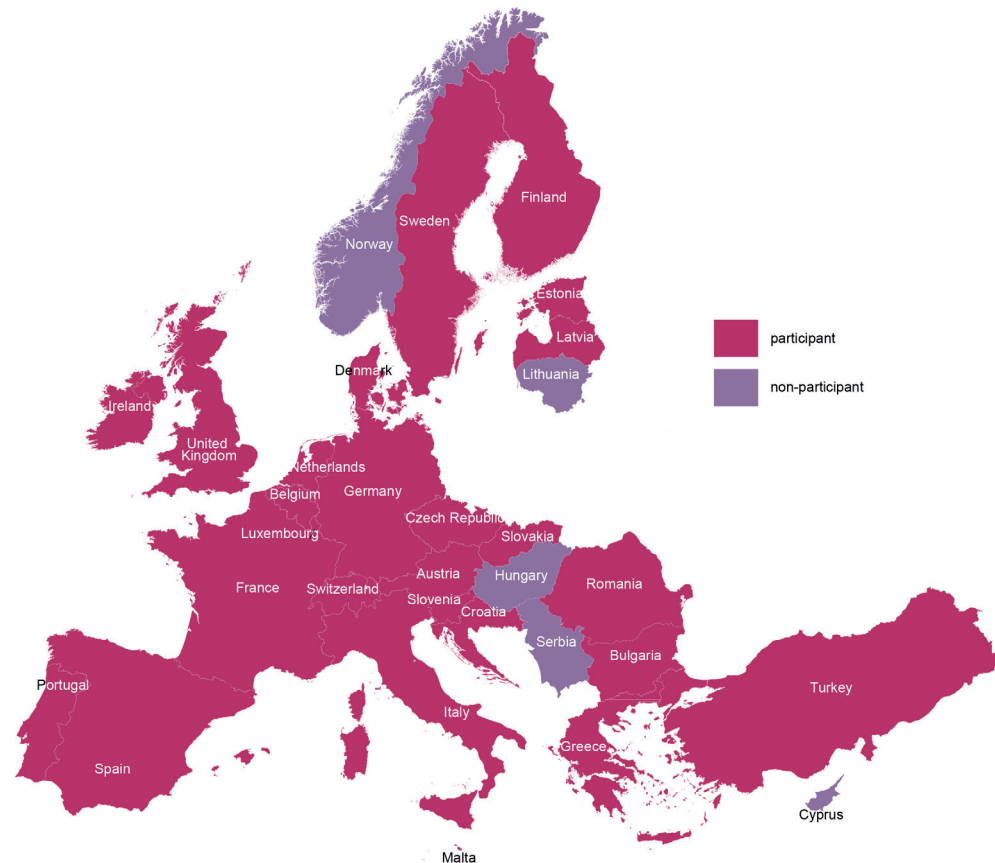 Finland
Sweden
Norway
Estonia
participant
Latvia
Denmark
Lithuania
non-participant
Ireland
United
Kingdom
Netherlands
Belgium
Germany
Czech Republic
Luxembourg
Slovakia
Austria
Hungary
France
Switzerland
Romania
Slovenia
Croatia
Serbia
Bulgaria
Portugal
Turkey
Italy
Greece
Spain
Cyprus
Malta